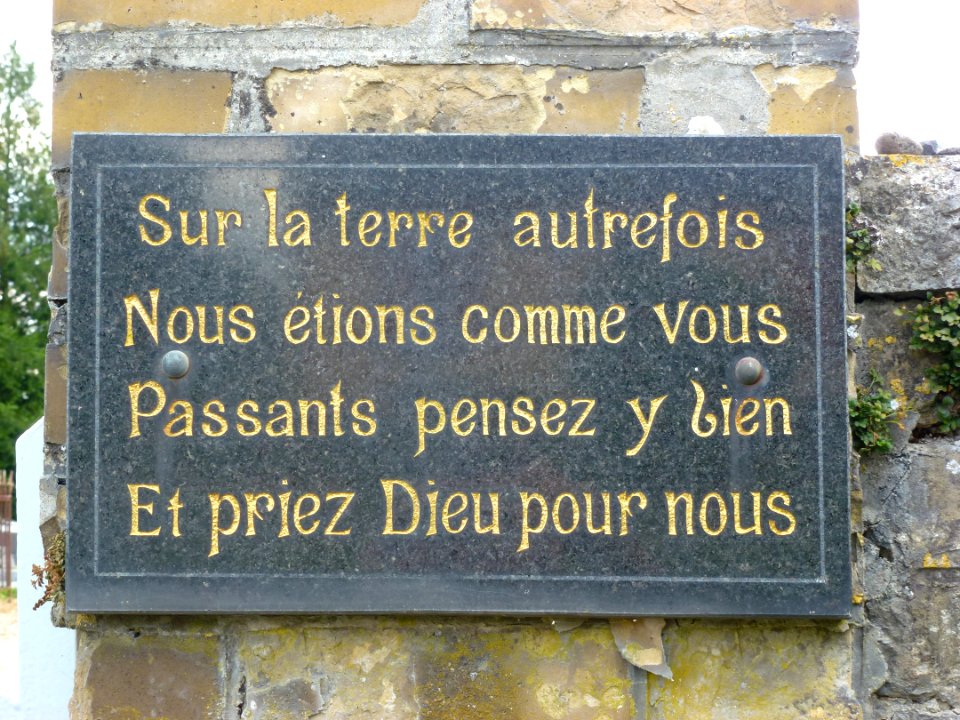 Sur la terre autrefois
Nous étions comme vous
Passants pensez y bien
Et priez Dieu pour nous